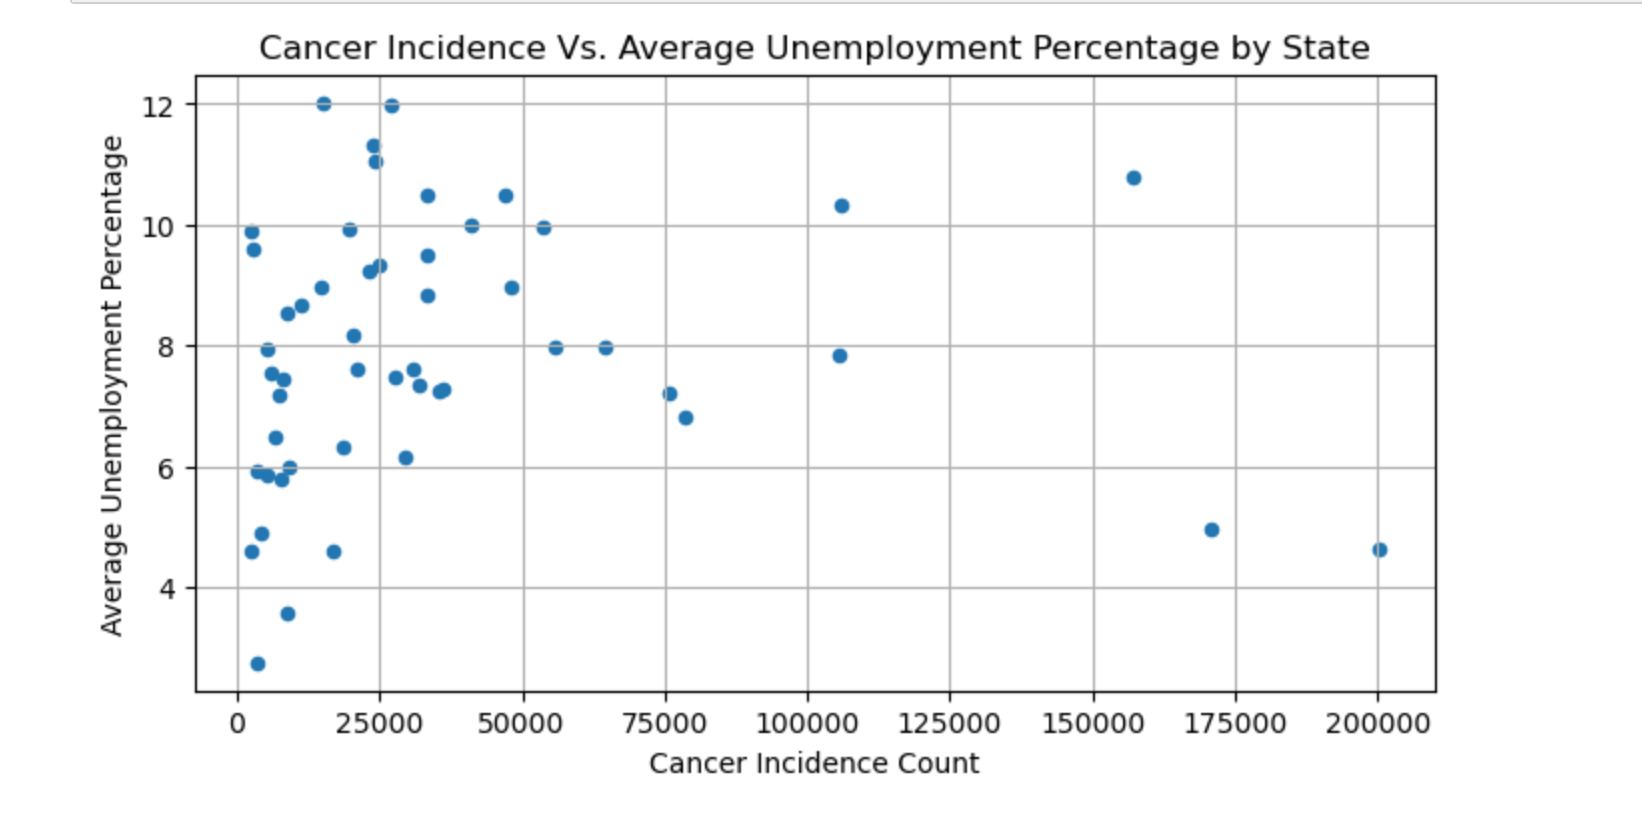 Cancer Incidence Vs. Average Unemployment Percentage by State
Average Unemployment Percentage
12
10
8
6
4
0 25000 50000 75000 100000 125000 150000 175000 200000
Cancer Incidence Count